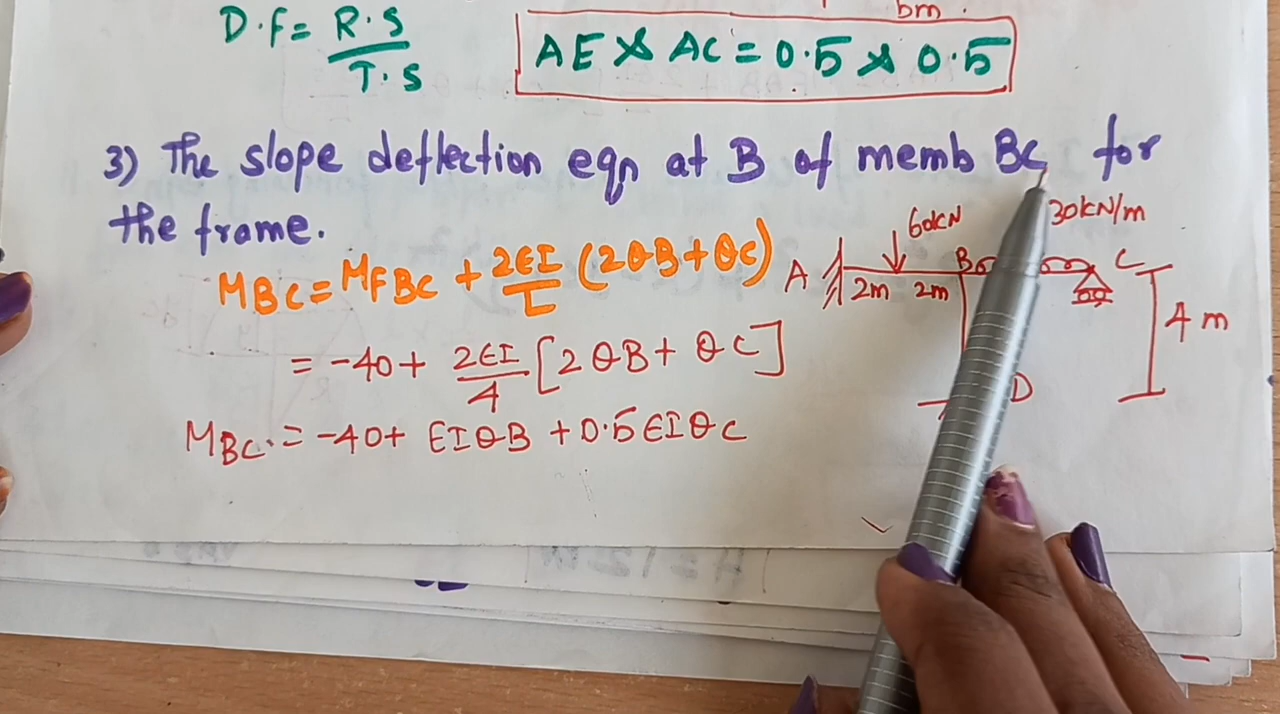 bm.
D.F = R.S / T.S
AE & AC = 0.5 & 0.5
3) The slope deflection eqn at B of memb BC for
the frame.
MBC = MFBC + 2EI/L (2θB + θC)
= -40 + 2EI/4 [2θB + θC]
MBC = -40 + EIθB + 0.5EIθC
60kN
30kN/m
A
B
C
2m
2m
4m
D